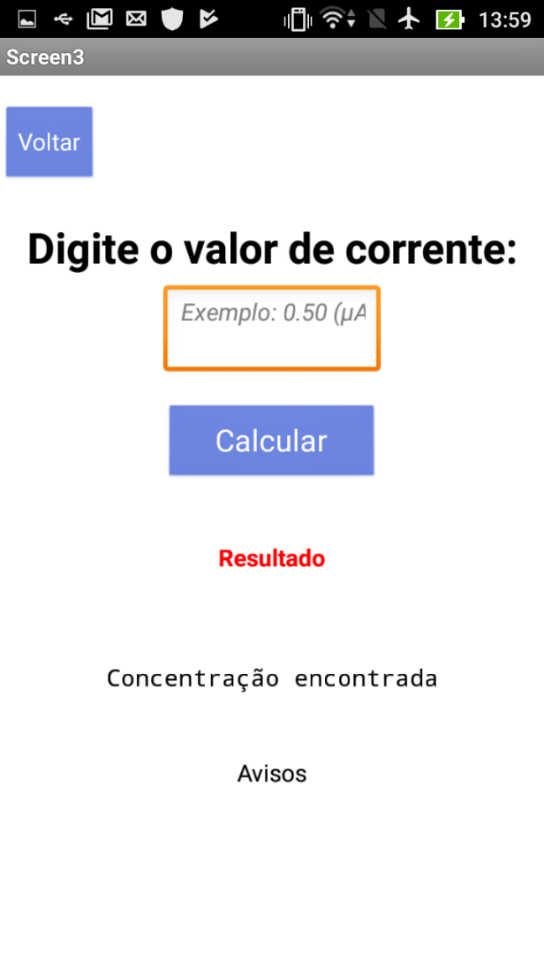 13:59
Screen3
Voltar
Digite o valor de corrente:
Exemplo: 0.50 (µA
Calcular
Resultado
Concentração encontrada
Avisos